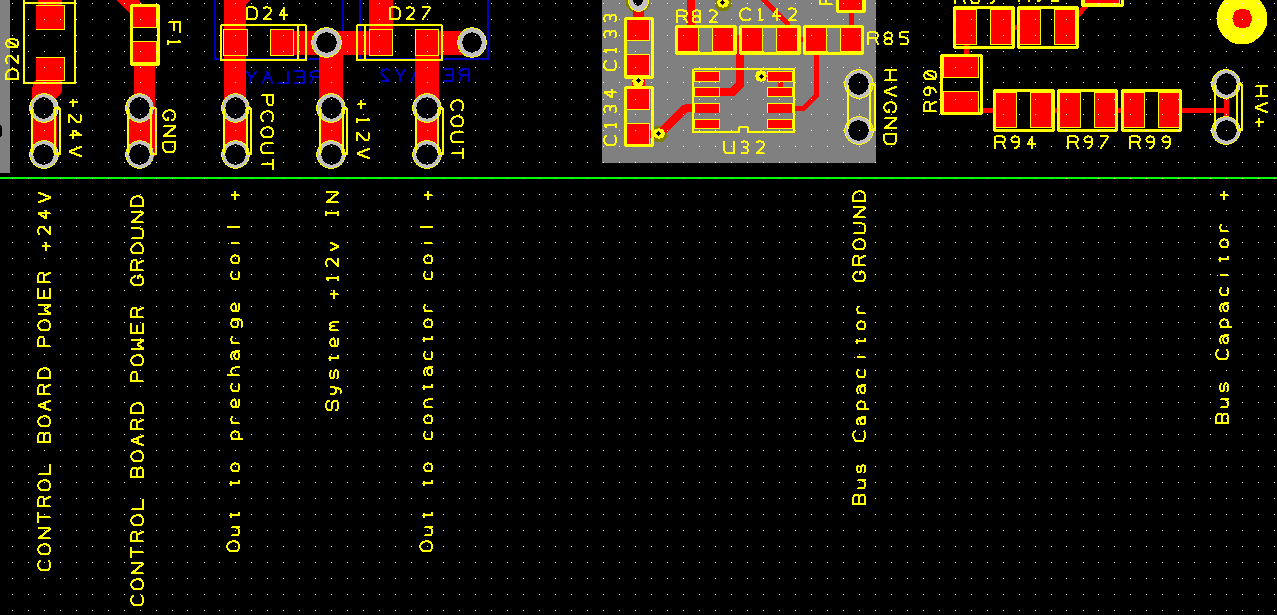 D24
D27
R82
C142
R85
C133
D20
F1
RELAY
RELAY2
R90
C134
+24V
GND
PCOUT
+12V
COUT
HVGND
HV+
U32
R94
R97
R99
CONTROL BOARD POWER +24V
CONTROL BOARD POWER GROUND
Out to precharge coil +
System +12v IN
Out to contactor coil +
Bus Capacitor GROUND
Bus Capacitor +